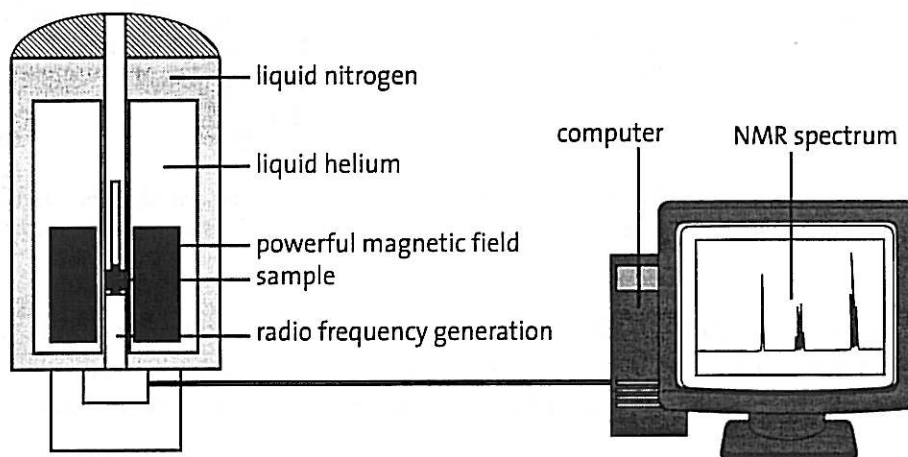 liquid nitrogen
liquid helium
powerful magnetic field
sample
radio frequency generation
computer
NMR spectrum